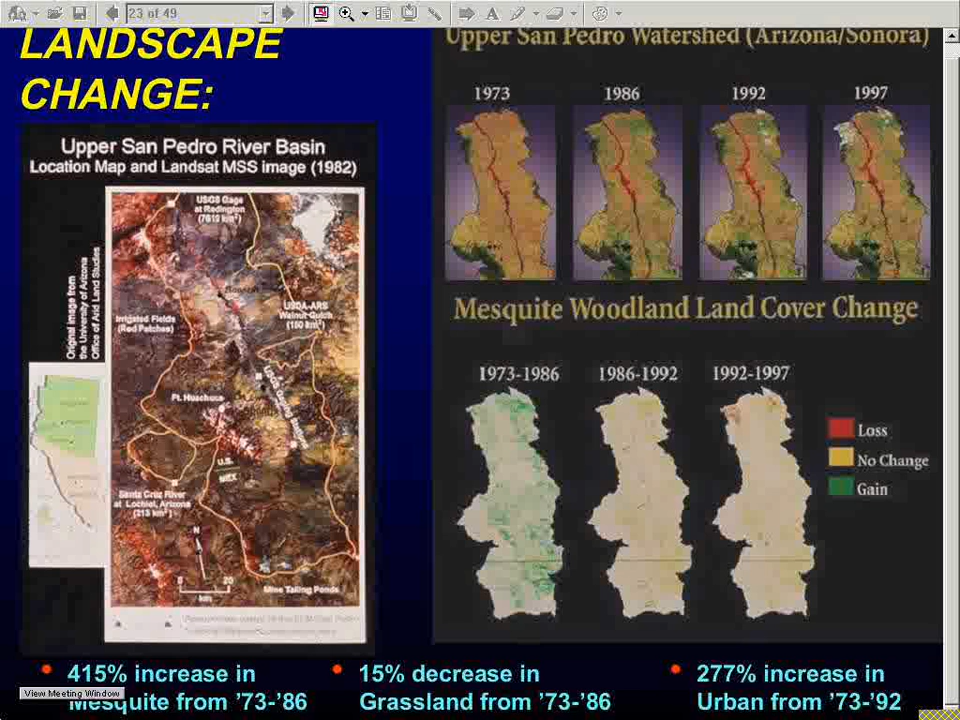 23 of 49
LANDSCAPE
CHANGE:
Upper San Pedro River Basin
Location Map and Landsat MSS image (1982)
Original Image from
the University of Arizona
Office of Arid Land Studies
USGS Gage
at Redington
(7619 km²)
USDA-ARS
Walnut Gulch
(150 km²)
Irrigated Fields
(Red Patches)
Ft. Huachuca
U.S.
MEX
Santa Cruz River
at Lochiel, Arizona
(213 km²)
N
0 20
km
Mine Tailing Ponds
Upper San Pedro Watershed (Arizona/Sonora)
1973 1986 1992 1997
Mesquite Woodland Land Cover Change
1973-1986 1986-1992 1992-1997
Loss
No Change
Gain
• 415% increase in
Mesquite from ’73-’86
• 15% decrease in
Grassland from ’73-’86
• 277% increase in
Urban from ’73-’92
View Meeting Window